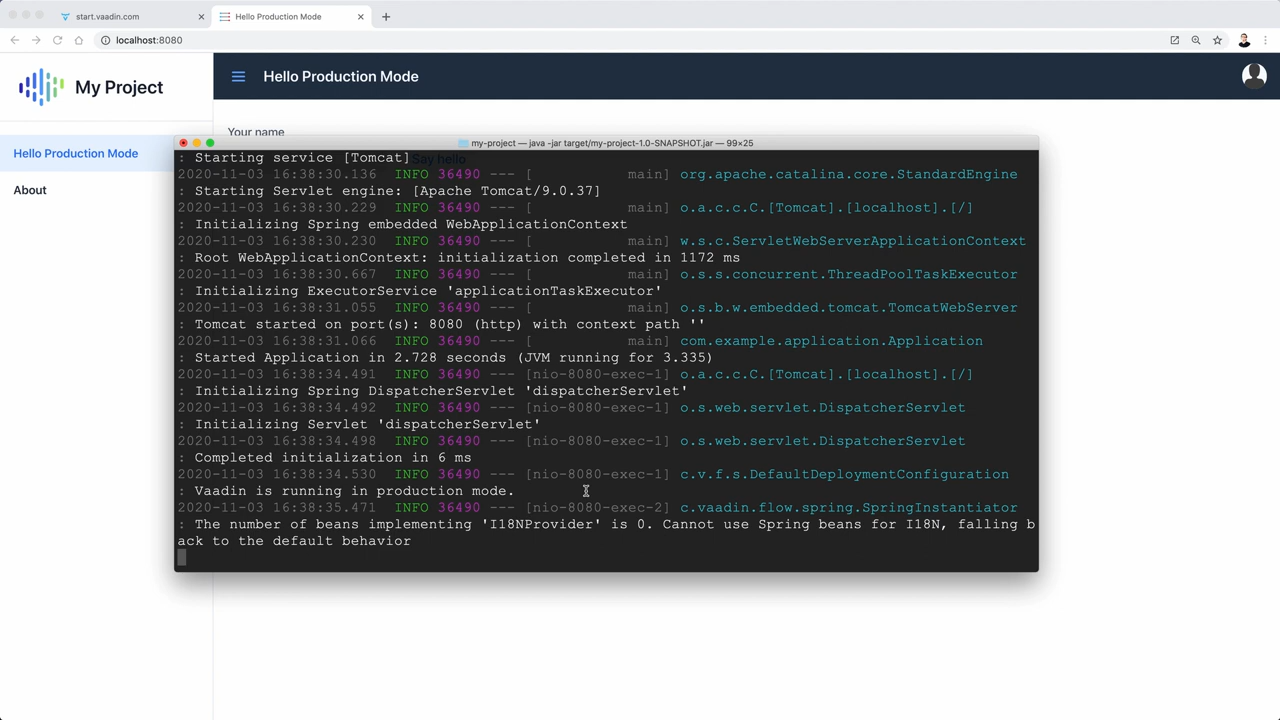 start.vaadin.com
Hello Production Mode
localhost:8080
My Project
Hello Production Mode
Hello Production Mode
About
Your name
Say hello
my-project — java -jar target/my-project-1.0-SNAPSHOT.jar — 99×25
: Starting service [Tomcat]
2020-11-03 16:38:30.136  INFO 36490 --- [           main] org.apache.catalina.core.StandardEngine
: Starting Servlet engine: [Apache Tomcat/9.0.37]
2020-11-03 16:38:30.229  INFO 36490 --- [           main] o.a.c.c.C.[Tomcat].[localhost].[/]
: Initializing Spring embedded WebApplicationContext
2020-11-03 16:38:30.230  INFO 36490 --- [           main] w.s.c.ServletWebServerApplicationContext
: Root WebApplicationContext: initialization completed in 1172 ms
2020-11-03 16:38:30.667  INFO 36490 --- [           main] o.s.s.concurrent.ThreadPoolTaskExecutor
: Initializing ExecutorService 'applicationTaskExecutor'
2020-11-03 16:38:31.055  INFO 36490 --- [           main] o.s.b.w.embedded.tomcat.TomcatWebServer
: Tomcat started on port(s): 8080 (http) with context path ''
2020-11-03 16:38:31.066  INFO 36490 --- [           main] com.example.application.Application
: Started Application in 2.728 seconds (JVM running for 3.335)
2020-11-03 16:38:34.491  INFO 36490 --- [nio-8080-exec-1] o.a.c.c.C.[Tomcat].[localhost].[/]
: Initializing Spring DispatcherServlet 'dispatcherServlet'
2020-11-03 16:38:34.492  INFO 36490 --- [nio-8080-exec-1] o.s.web.servlet.DispatcherServlet
: Initializing Servlet 'dispatcherServlet'
2020-11-03 16:38:34.498  INFO 36490 --- [nio-8080-exec-1] o.s.web.servlet.DispatcherServlet
: Completed initialization in 6 ms
2020-11-03 16:38:34.530  INFO 36490 --- [nio-8080-exec-1] c.v.f.s.DefaultDeploymentConfiguration
: Vaadin is running in production mode.
2020-11-03 16:38:35.471  INFO 36490 --- [nio-8080-exec-2] c.vaadin.flow.spring.SpringInstantiator
: The number of beans implementing 'I18NProvider' is 0. Cannot use Spring beans for I18N, falling b
ack to the default behavior